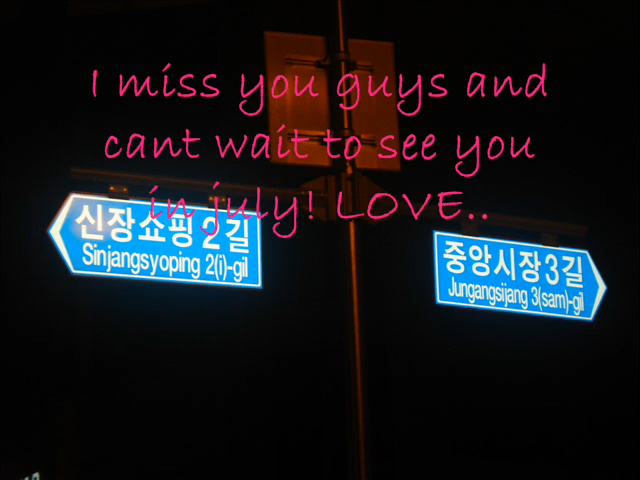 I miss you guys and
cant wait to see you
in july! LOVE..
신장쇼핑2길
Sinjangsyoping 2(i)-gil
중앙시장3길
Jungangsijang 3(sam)-gil